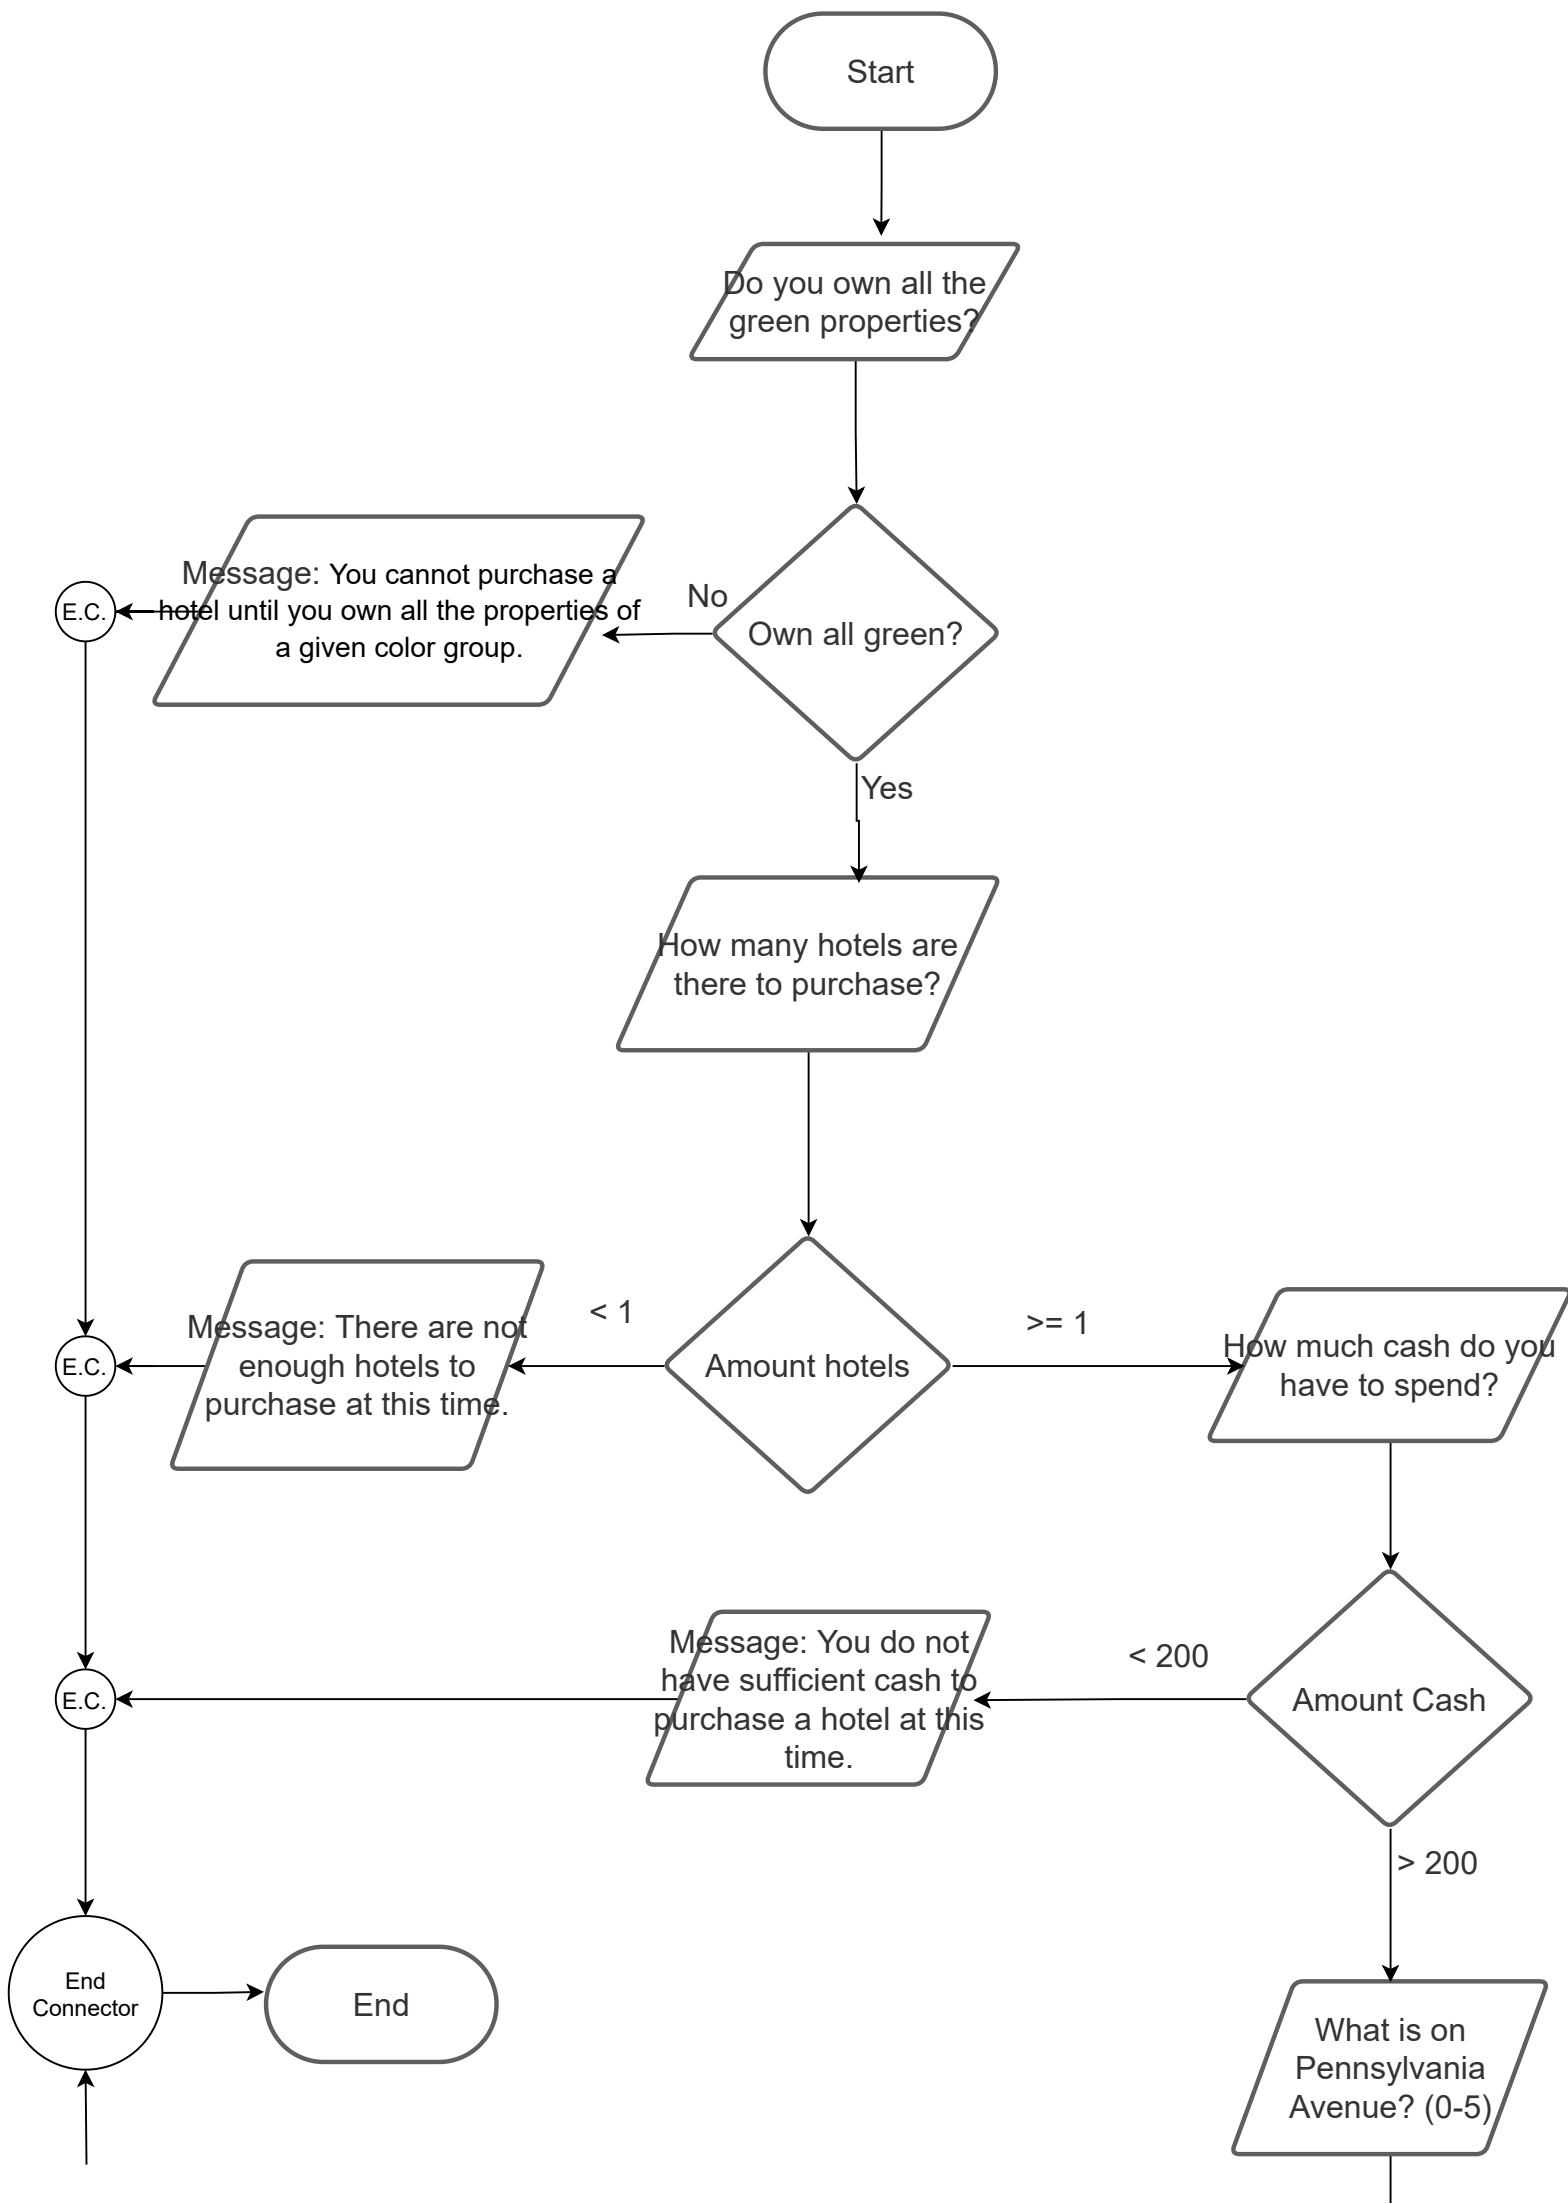 Start
Do you own all the
green properties?
Message: You cannot purchase a
hotel until you own all the properties of
a given color group.
E.C.
No
Own all green?
Yes
How many hotels are
there to purchase?
E.C.
Message: There are not
enough hotels to
purchase at this time.
< 1
Amount hotels
>= 1
How much cash do you
have to spend?
E.C.
Message: You do not
have sufficient cash to
purchase a hotel at this
time.
< 200
Amount Cash
> 200
End
Connector
End
What is on
Pennsylvania
Avenue? (0-5)